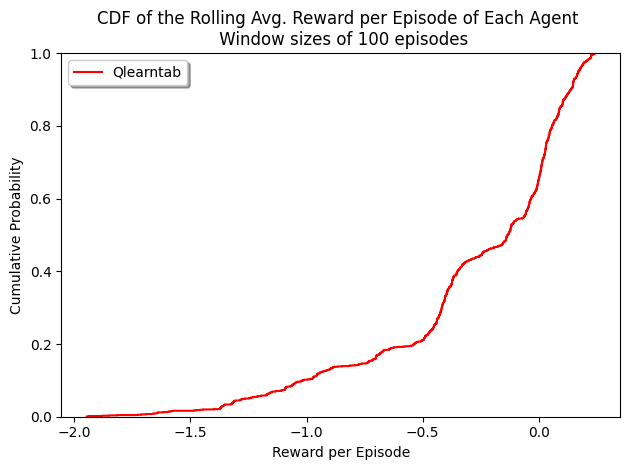 CDF of the Rolling Avg. Reward per Episode of Each Agent
Window sizes of 100 episodes
Qlearntab
1.0
0.8
0.6
0.4
0.2
0.0
Cumulative Probability
-2.0 -1.5 -1.0 -0.5 0.0
Reward per Episode